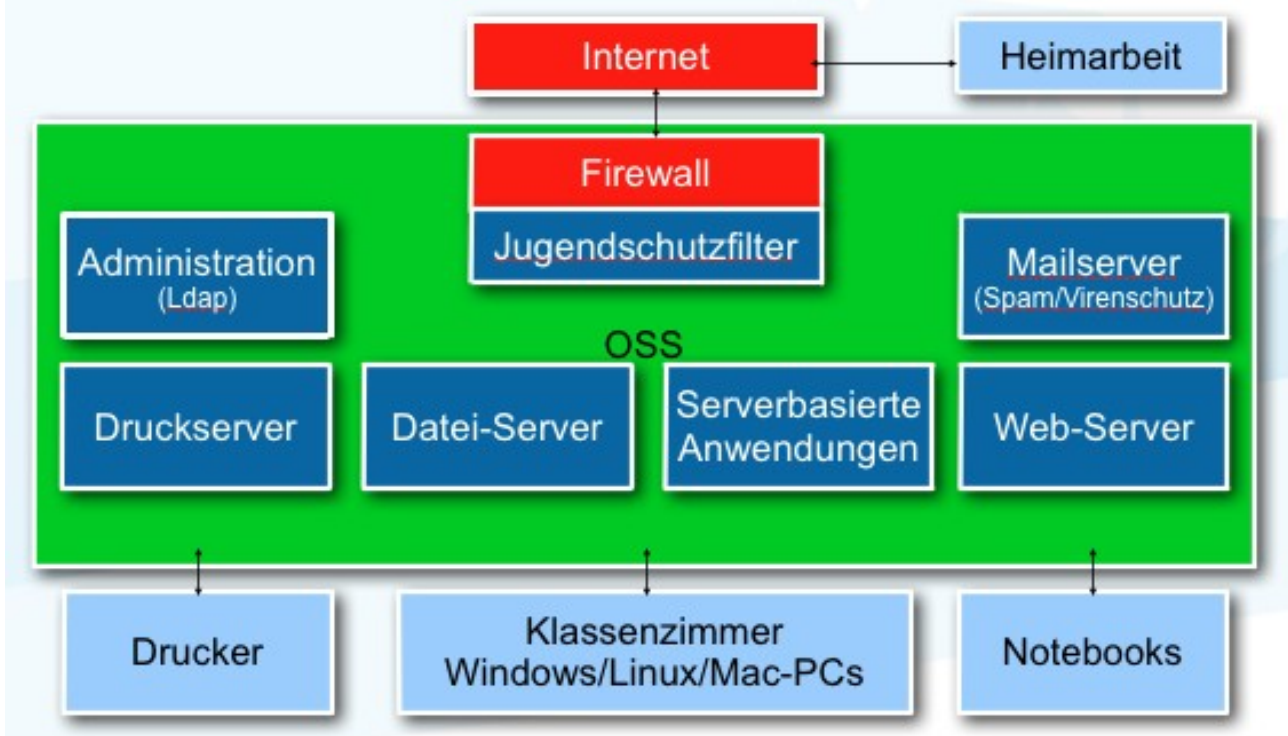 Internet
Heimarbeit
Firewall
Jugendschutzfilter
Administration
(Ldap)
Mailserver
(Spam/Virenschutz)
OSS
Druckserver
Datei-Server
Serverbasierte
Anwendungen
Web-Server
Drucker
Klassenzimmer
Windows/Linux/Mac-PCs
Notebooks